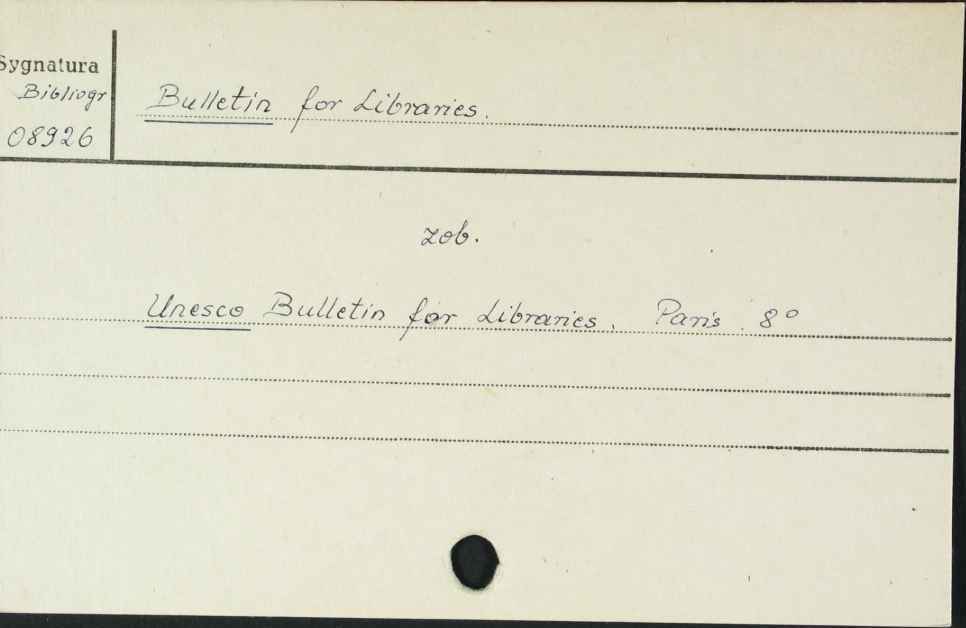 Sygnatura
Bibliogr
08926
Bulletin for Libraries.
zob.
Unesco Bulletin for Libraries. Paris. 8°